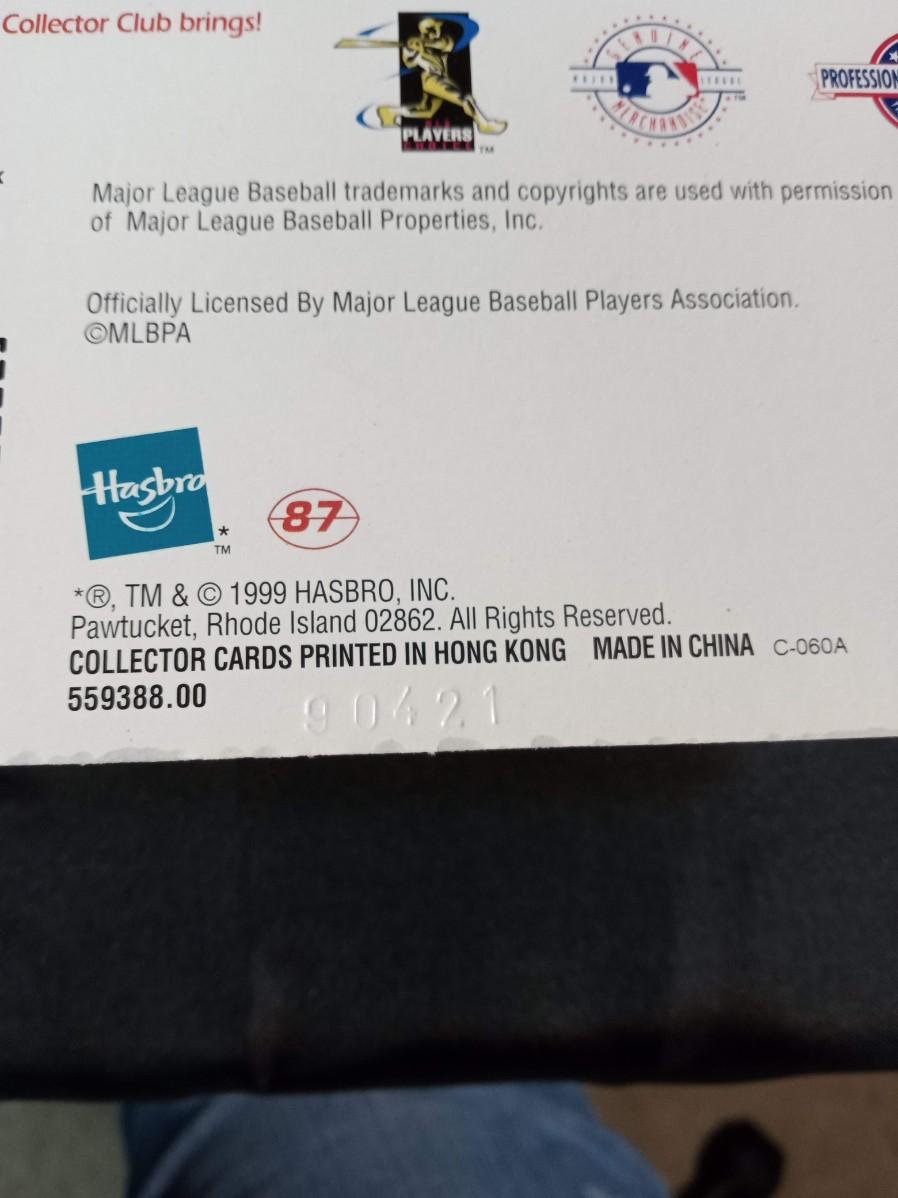 Collector Club brings!
PLAYERS
CHOICE
TM
GENUINE
MAJOR LEAGUE
MERCHANDISE
TM
PROFESSION
Major League Baseball trademarks and copyrights are used with permission
of Major League Baseball Properties, Inc.
Officially Licensed By Major League Baseball Players Association.
©MLBPA
Hasbro
*
TM
87
*®, TM & © 1999 HASBRO, INC.
Pawtucket, Rhode Island 02862. All Rights Reserved.
COLLECTOR CARDS PRINTED IN HONG KONG MADE IN CHINA C-060A
559388.00
90421